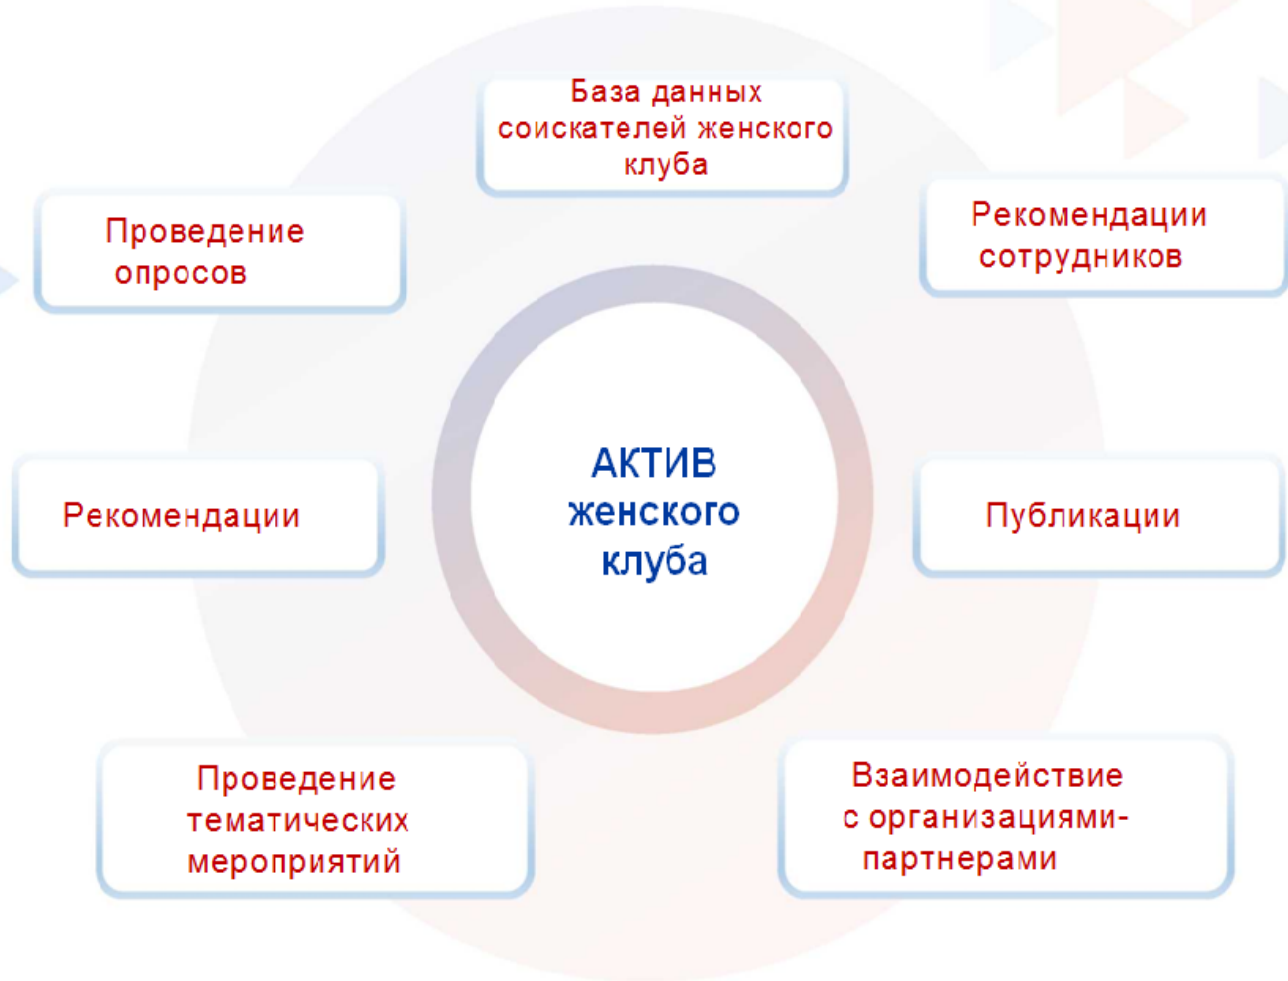 База данных
соискателей женского
клуба
Проведение
опросов
Рекомендации
сотрудников
АКТИВ
женского
клуба
Рекомендации
Публикации
Проведение
тематических
мероприятий
Взаимодействие
с организациями-
партнерами